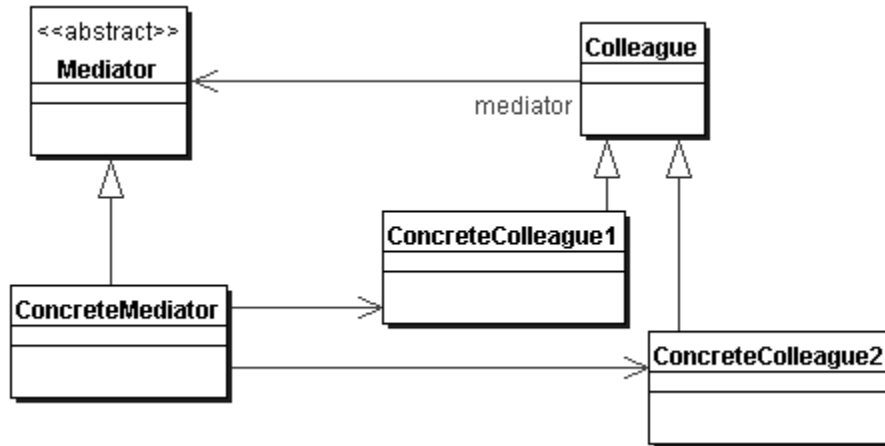 <<abstract>>
Mediator
Colleague
mediator
ConcreteColleague1
ConcreteMediator
ConcreteColleague2